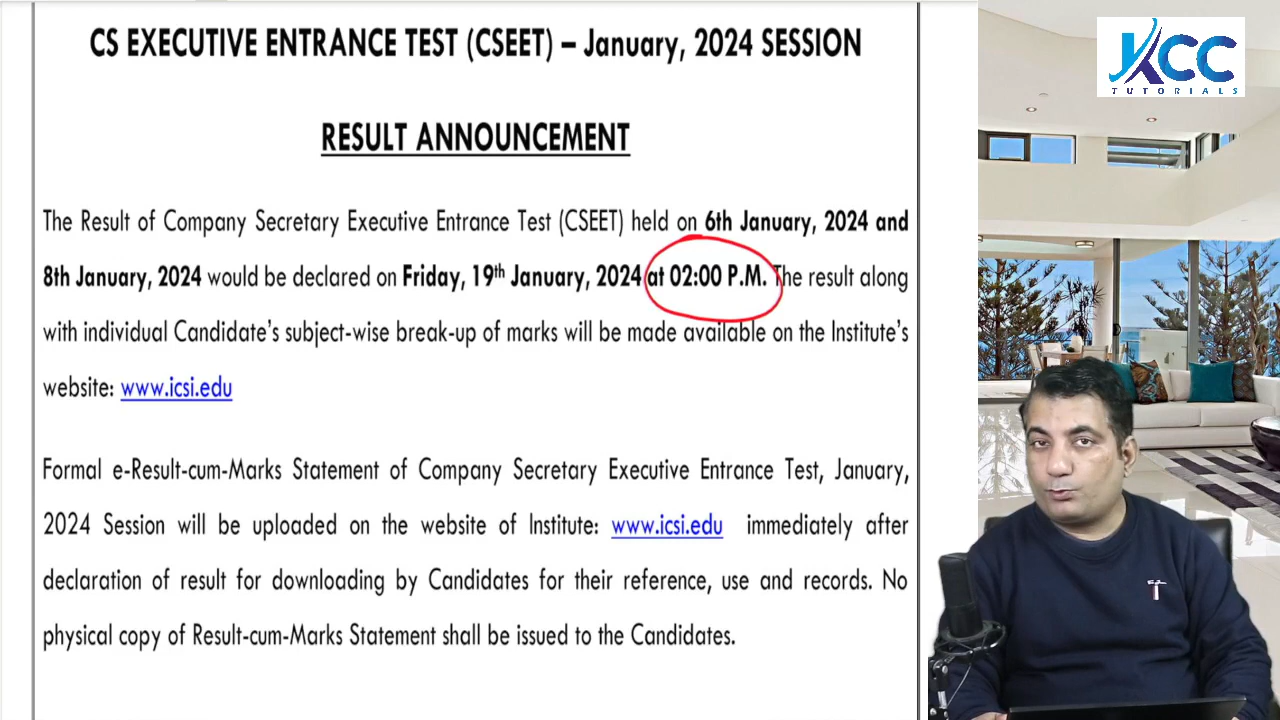 CS EXECUTIVE ENTRANCE TEST (CSEET) – January, 2024 SESSION
RESULT ANNOUNCEMENT
The Result of Company Secretary Executive Entrance Test (CSEET) held on 6th January, 2024 and
8th January, 2024 would be declared on Friday, 19th January, 2024 at 02:00 P.M. The result along
with individual Candidate's subject-wise break-up of marks will be made available on the Institute's
website: www.icsi.edu
Formal e-Result-cum-Marks Statement of Company Secretary Executive Entrance Test, January,
2024 Session will be uploaded on the website of Institute: www.icsi.edu immediately after
declaration of result for downloading by Candidates for their reference, use and records. No
physical copy of Result-cum-Marks Statement shall be issued to the Candidates.
JKCC
TUTORIALS